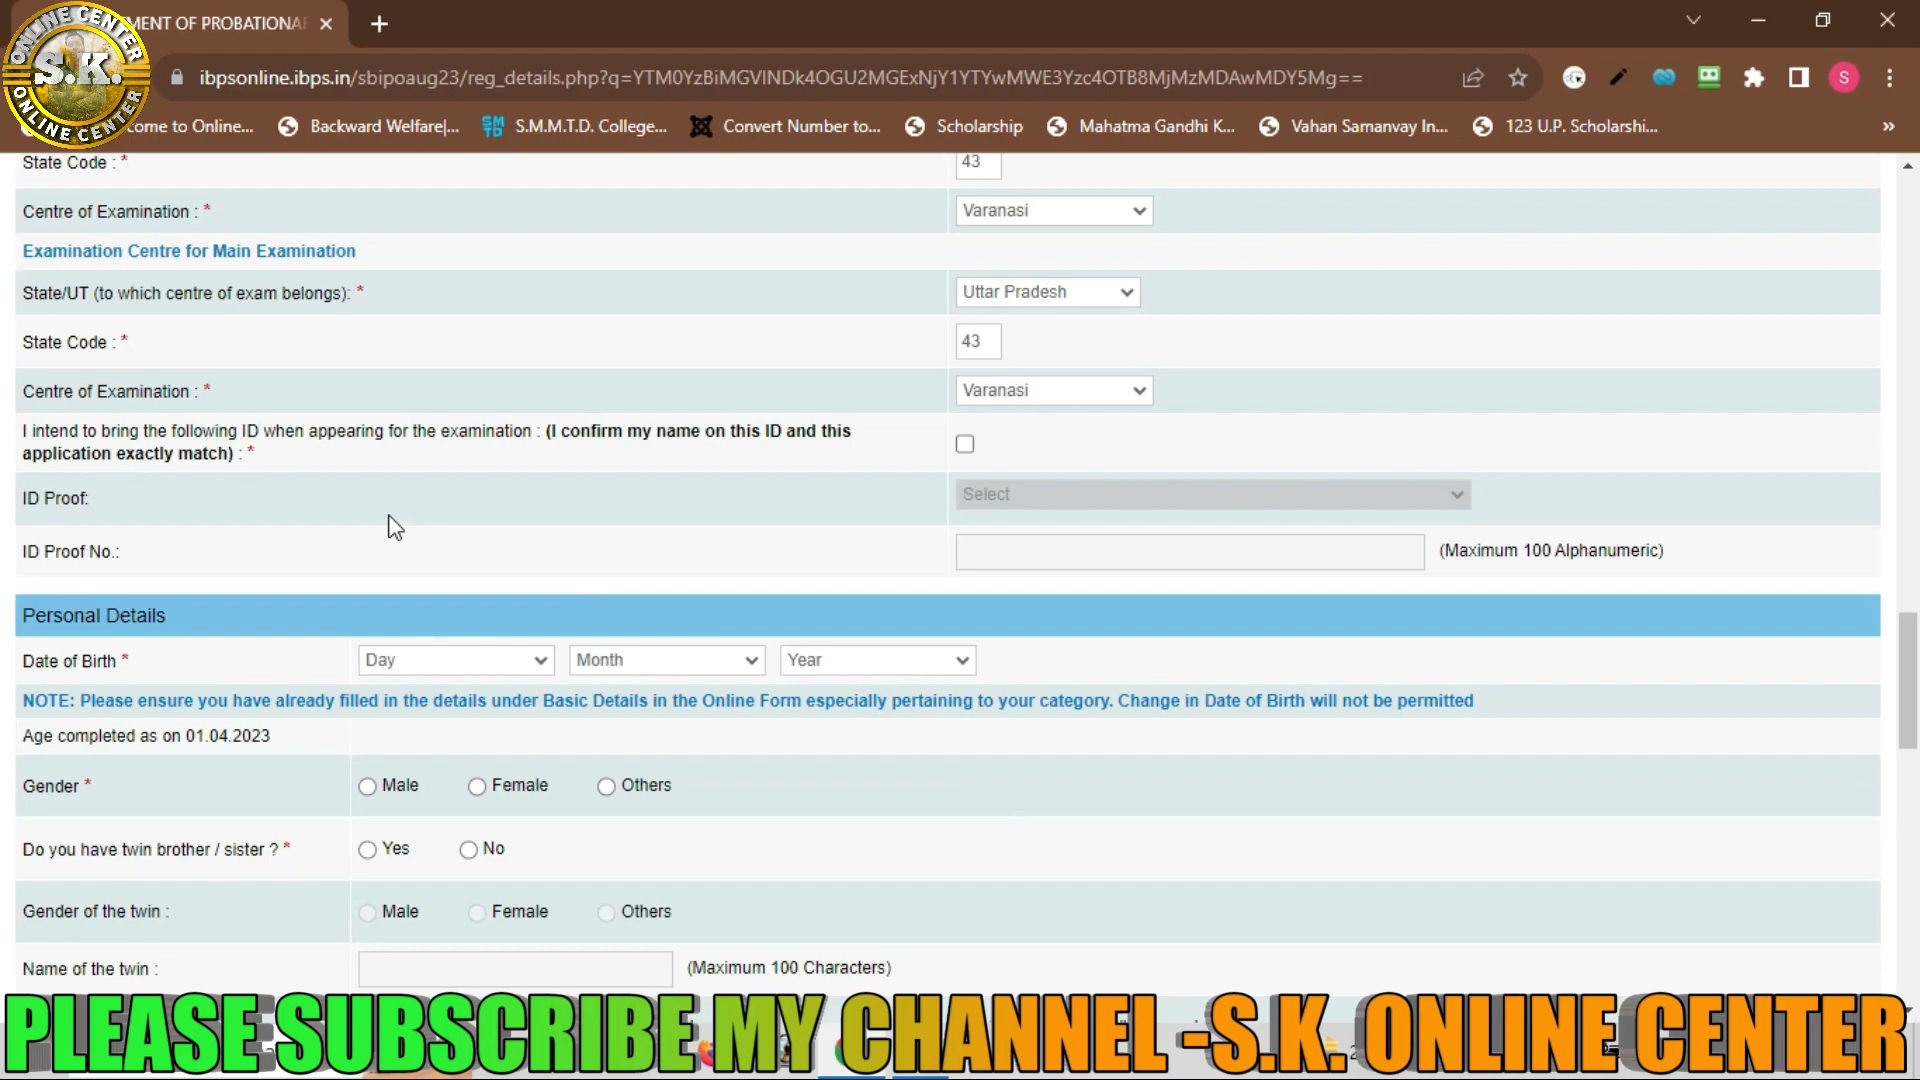 ONLINE CENTER
S.K.
ONLINE CENTER
MENT OF PROBATIONA
ibpsonline.ibps.in/sbipoaug23/reg_details.php?q=YTM0YzBiMGVlNDk4OGU2MGExNjY1YTYwMWE3Yzc4OTB8MjMzMDAwMDY5Mg==
S
come to Online...
Backward Welfare|...
S.M.M.T.D. College...
Convert Number to...
Scholarship
Mahatma Gandhi K...
Vahan Samanvay In...
123 U.P. Scholarshi...
»
State Code : * 43
Centre of Examination : * Varanasi
Examination Centre for Main Examination
State/UT (to which centre of exam belongs): * Uttar Pradesh
State Code : * 43
Centre of Examination : * Varanasi
I intend to bring the following ID when appearing for the examination : (I confirm my name on this ID and this
application exactly match) : *
ID Proof: Select
ID Proof No.: (Maximum 100 Alphanumeric)
Personal Details
Date of Birth * Day Month Year
NOTE: Please ensure you have already filled in the details under Basic Details in the Online Form especially pertaining to your category. Change in Date of Birth will not be permitted
Age completed as on 01.04.2023
Gender * Male Female Others
Do you have twin brother / sister ? * Yes No
Gender of the twin : Male Female Others
Name of the twin : (Maximum 100 Characters)
PLEASE SUBSCRIBE MY CHANNEL -S.K. ONLINE CENTER